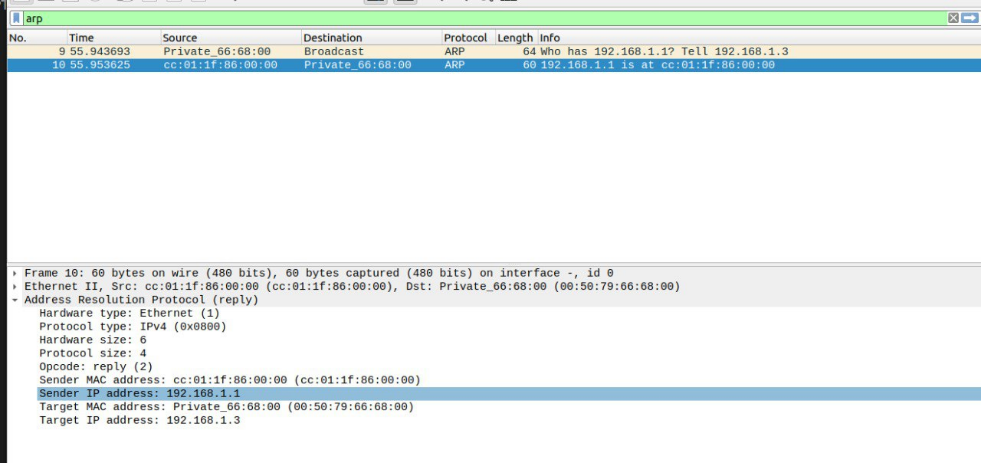 arp
No. Time Source Destination Protocol Length Info
9 55.943693 Private_66:68:00 Broadcast ARP 64 Who has 192.168.1.1? Tell 192.168.1.3
10 55.953625 cc:01:1f:86:00:00 Private_66:68:00 ARP 60 192.168.1.1 is at cc:01:1f:86:00:00
Frame 10: 60 bytes on wire (480 bits), 60 bytes captured (480 bits) on interface -, id 0
Ethernet II, Src: cc:01:1f:86:00:00 (cc:01:1f:86:00:00), Dst: Private_66:68:00 (00:50:79:66:68:00)
Address Resolution Protocol (reply)
Hardware type: Ethernet (1)
Protocol type: IPv4 (0x0800)
Hardware size: 6
Protocol size: 4
Opcode: reply (2)
Sender MAC address: cc:01:1f:86:00:00 (cc:01:1f:86:00:00)
Sender IP address: 192.168.1.1
Target MAC address: Private_66:68:00 (00:50:79:66:68:00)
Target IP address: 192.168.1.3